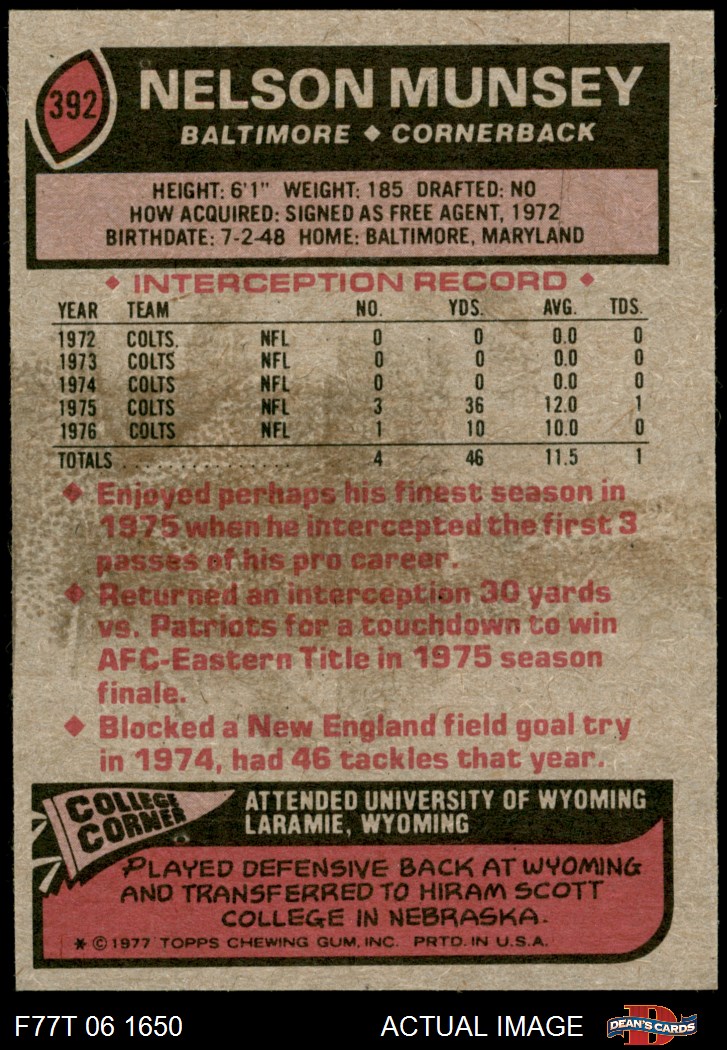 392
NELSON MUNSEY
BALTIMORE ◆ CORNERBACK
HEIGHT: 6'1" WEIGHT: 185 DRAFTED: NO
HOW ACQUIRED: SIGNED AS FREE AGENT, 1972
BIRTHDATE: 7-2-48 HOME: BALTIMORE, MARYLAND
◆ INTERCEPTION RECORD ◆
YEAR TEAM NO. YDS. AVG. TDS.
1972 COLTS. NFL 0 0 0.0 0
1973 COLTS NFL 0 0 0.0 0
1974 COLTS NFL 0 0 0.0 0
1975 COLTS NFL 3 36 12.0 1
1976 COLTS NFL 1 10 10.0 0
TOTALS . . . . . . . . . . . . . . . . . 4 46 11.5 1
◆ Enjoyed perhaps his finest season in
1975 when he intercepted the first 3
passes of his pro career.
◆ Returned an interception 30 yards
vs. Patriots for a touchdown to win
AFC-Eastern Title in 1975 season
finale.
◆ Blocked a New England field goal try
in 1974, had 46 tackles that year.
COLLEGE
CORNER
ATTENDED UNIVERSITY OF WYOMING
LARAMIE, WYOMING
PLAYED DEFENSIVE BACK AT WYOMING
AND TRANSFERRED TO HIRAM SCOTT
COLLEGE IN NEBRASKA.
* © 1977 TOPPS CHEWING GUM, INC. PRTD. IN U.S.A.
F77T 06 1650 ACTUAL IMAGE DEAN'S CARDS